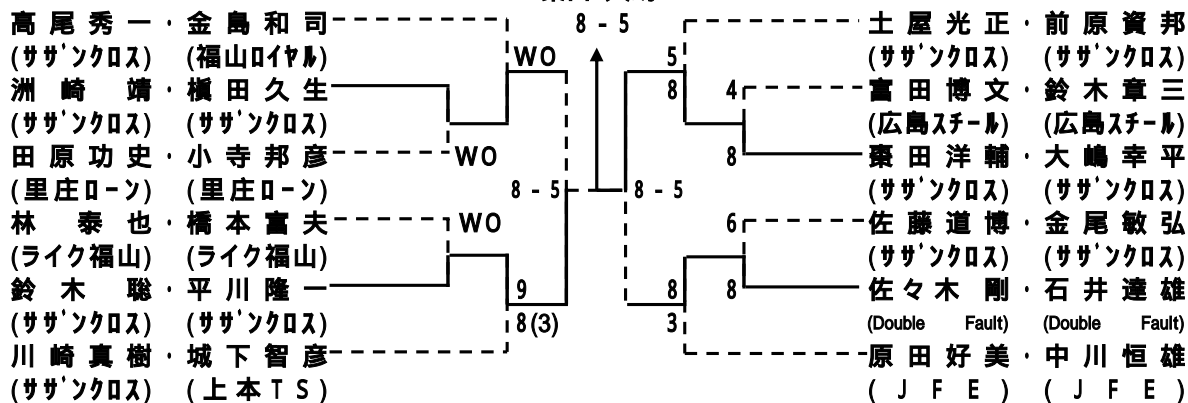 高尾秀一・金島和司 8-5 土屋光正・前原資邦
(ササﾞンクロス) (福山ロイヤル) WO 5 (ササﾞンクロス) (ササﾞンクロス)
洲崎 靖・槇田久生 8 4 富田博文・鈴木章三
(ササﾞンクロス) (ササﾞンクロス) (広島スチール) (広島スチール)
田原功史・小寺邦彦 WO 8 棗田洋輔・大嶋幸平
(里庄ローン) (里庄ローン) 8-5 8-5 (ササﾞンクロス) (ササﾞンクロス)
林 泰也・橋本富夫 WO 6 佐藤道博・金尾敏弘
(ライク福山) (ライク福山) (ササﾞンクロス) (ササﾞンクロス)
鈴木 聡・平川隆一 9 8 8 佐々木 剛・石井達雄
(ササﾞンクロス) (ササﾞンクロス) 8(3) 3 (Double Fault) (Double Fault)
川崎真樹・城下智彦 原田好美・中川恒雄
(ササﾞンクロス) (上本TS) (JFE) (JFE)